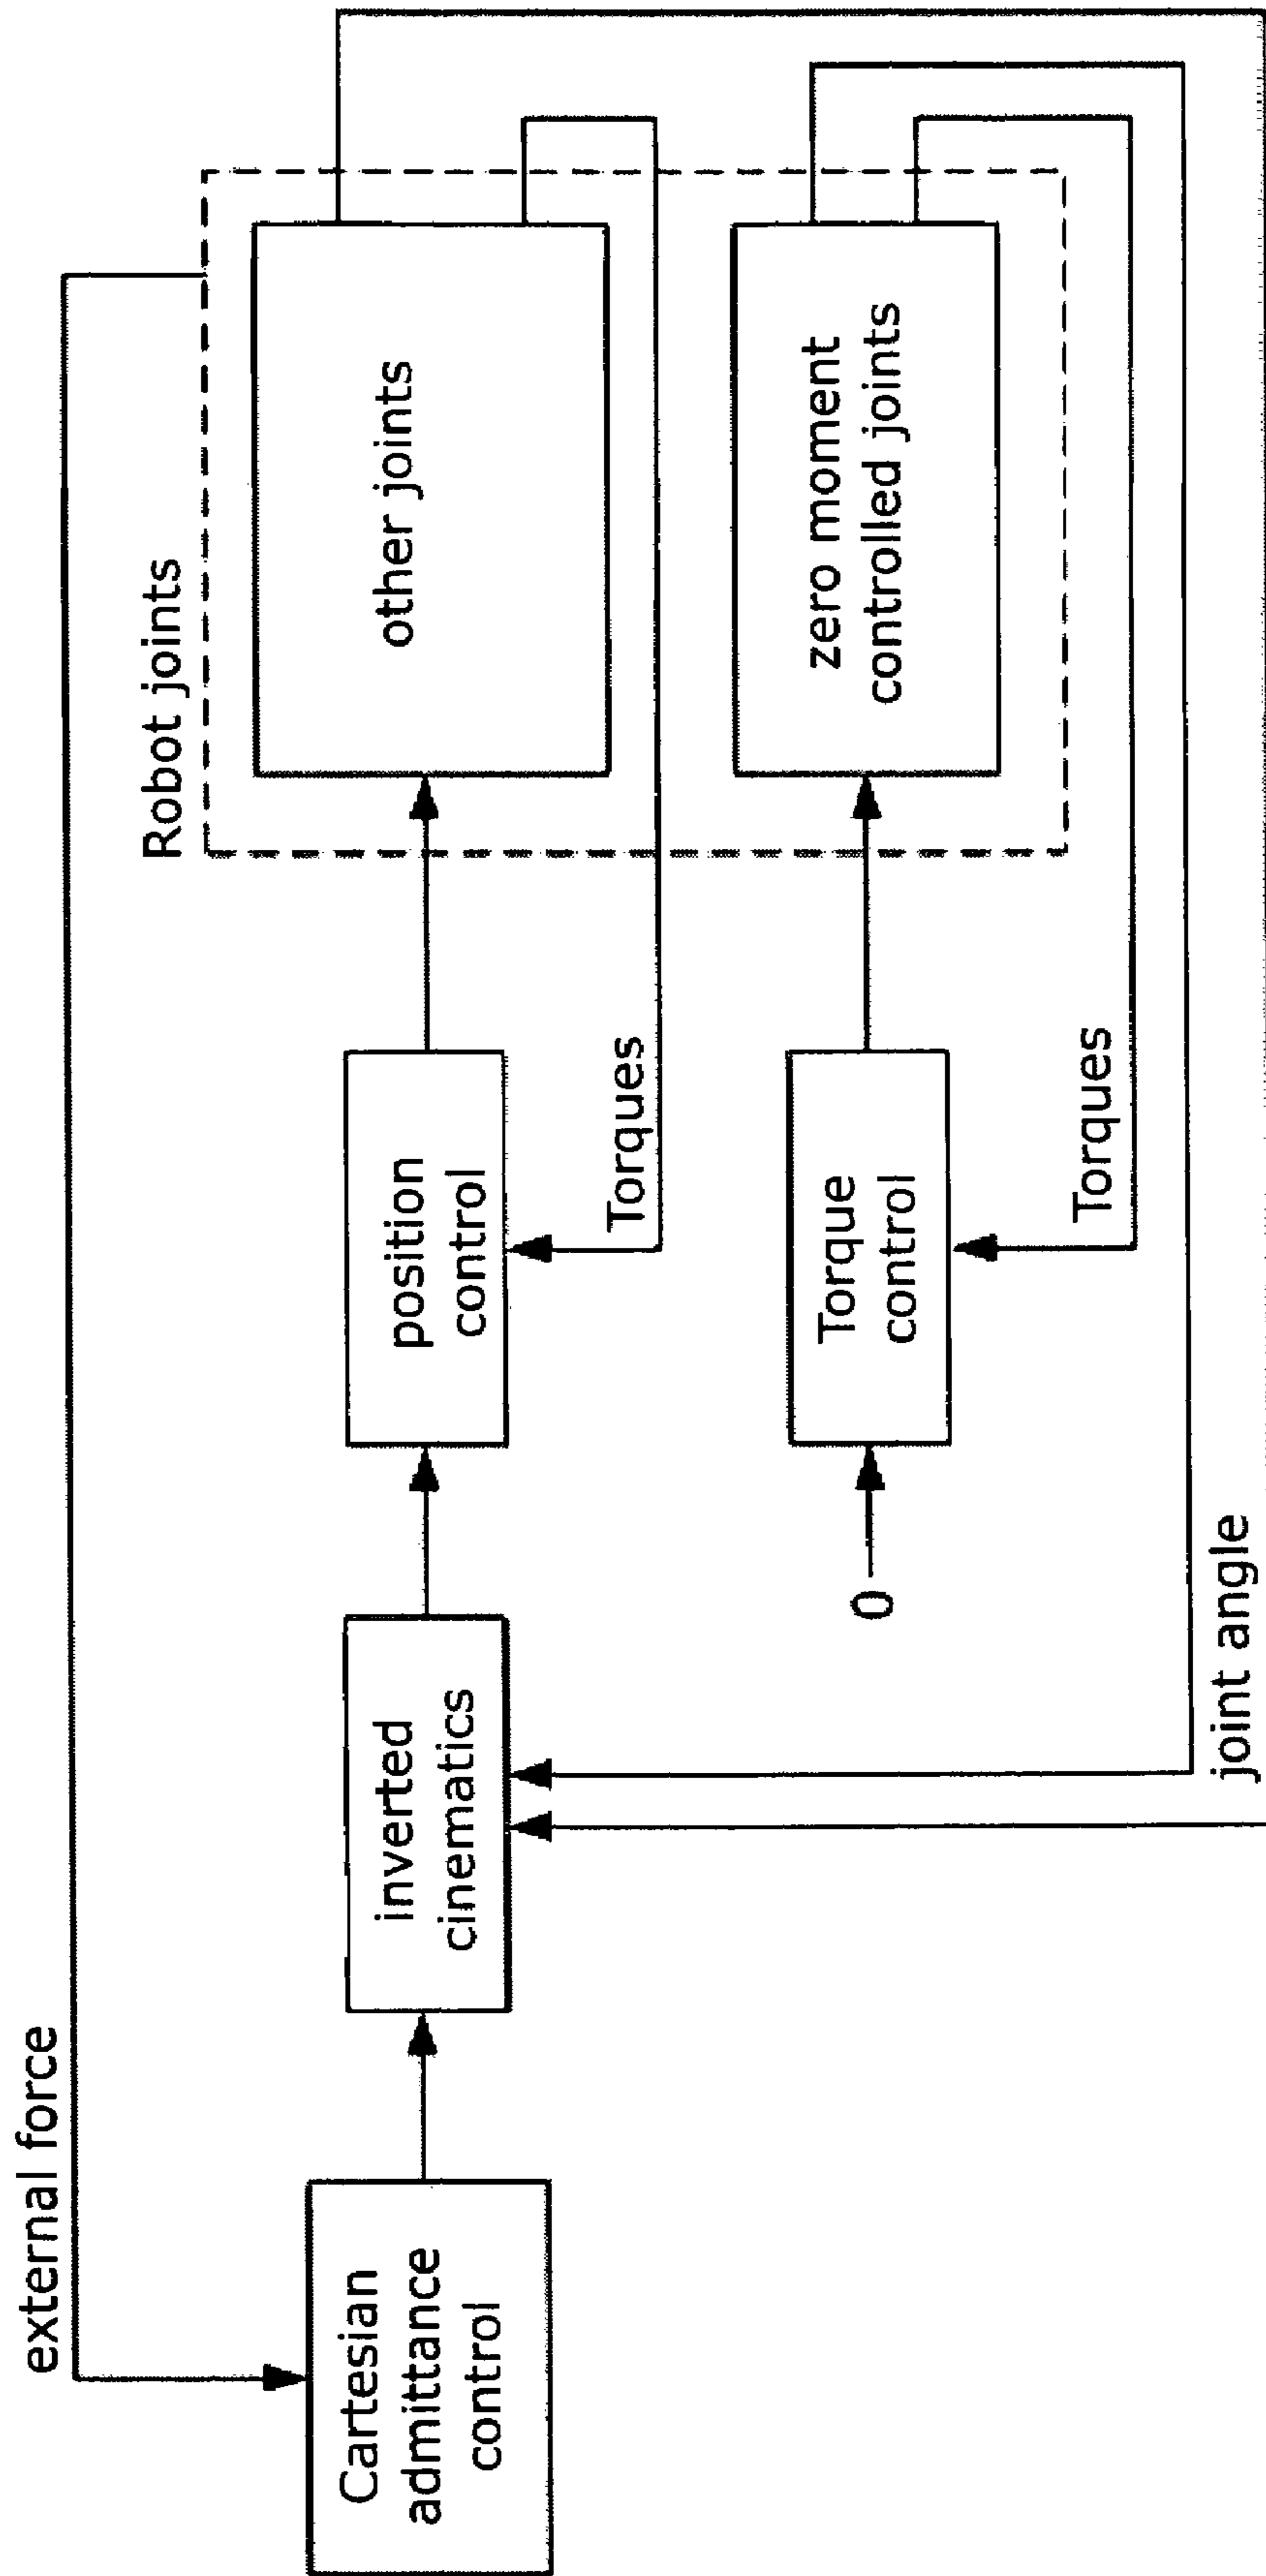 external force
Robot joints
Cartesian
admittance
control
inverted
cinematics
position
control
other joints
Torques
0
Torque
control
zero moment
controlled joints
Torques
joint angle